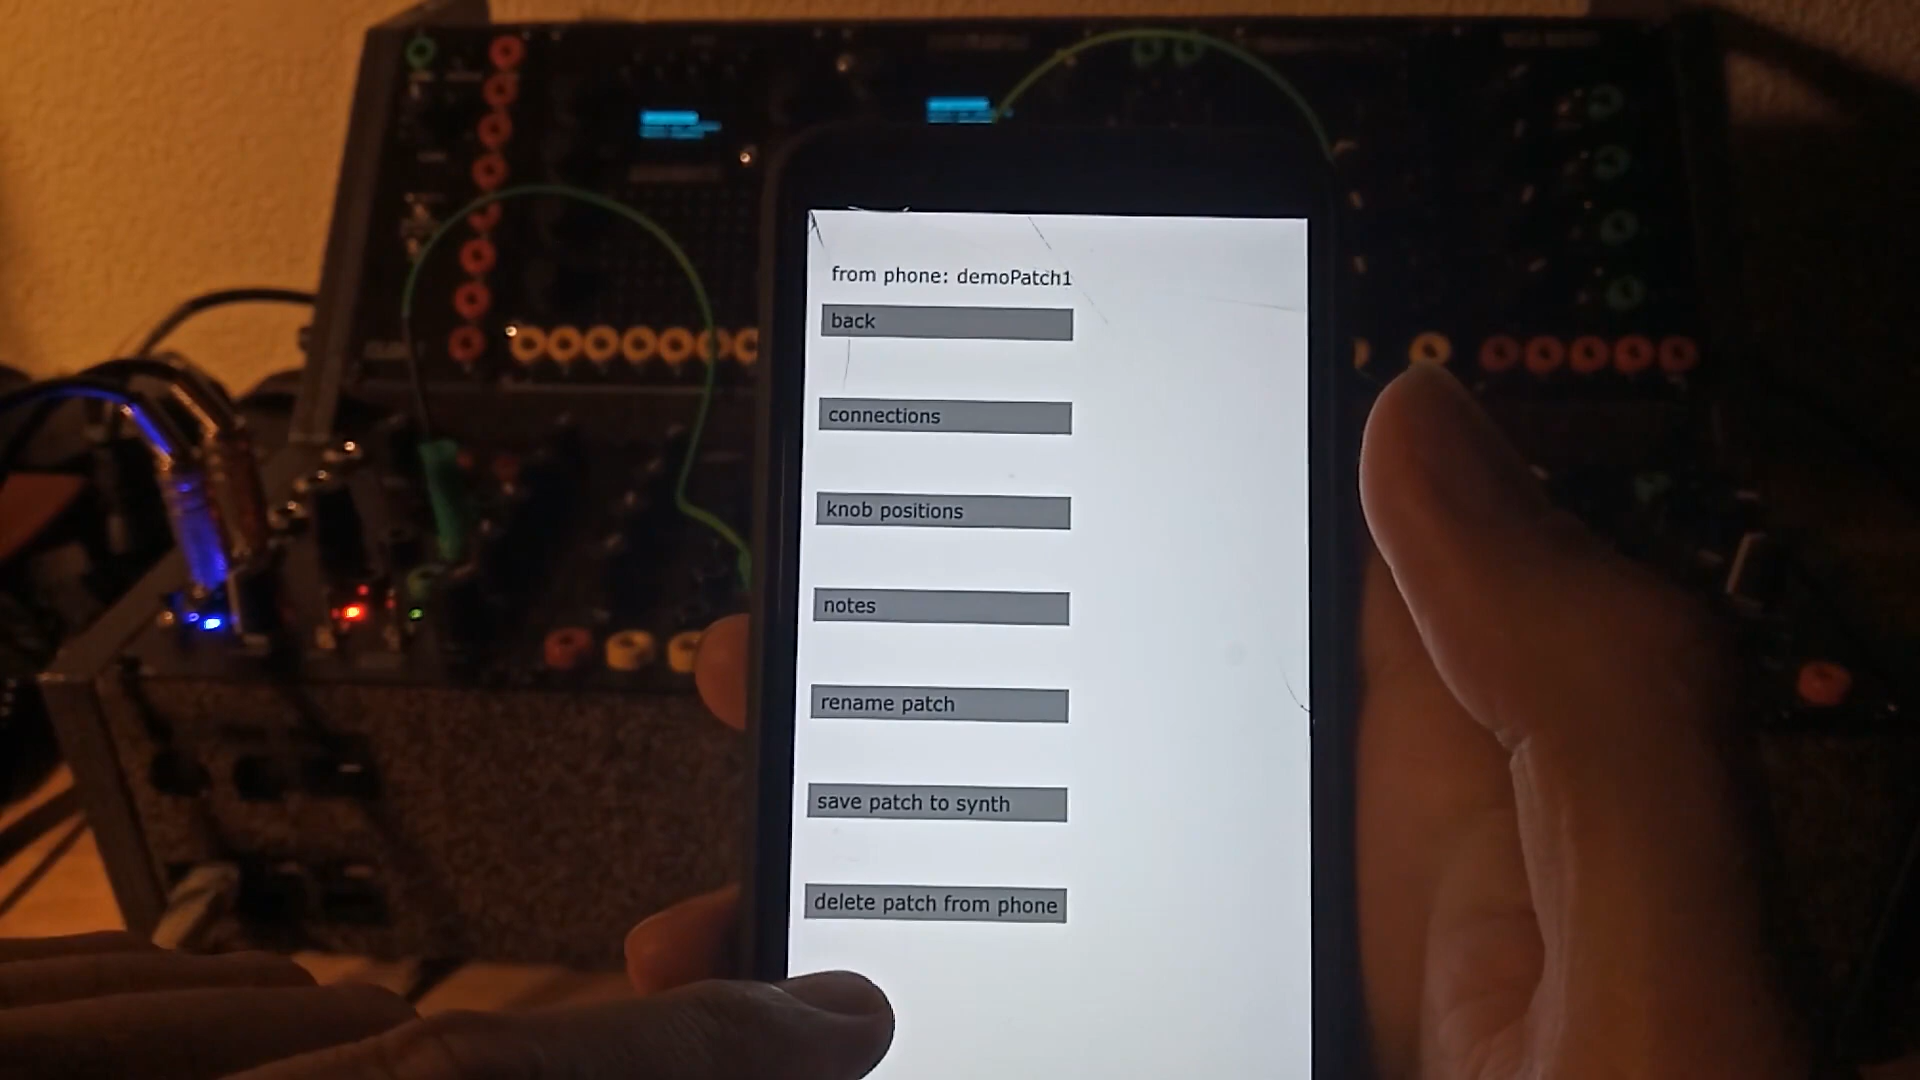 from phone: demoPatch1
back
connections
knob positions
notes
rename patch
save patch to synth
delete patch from phone